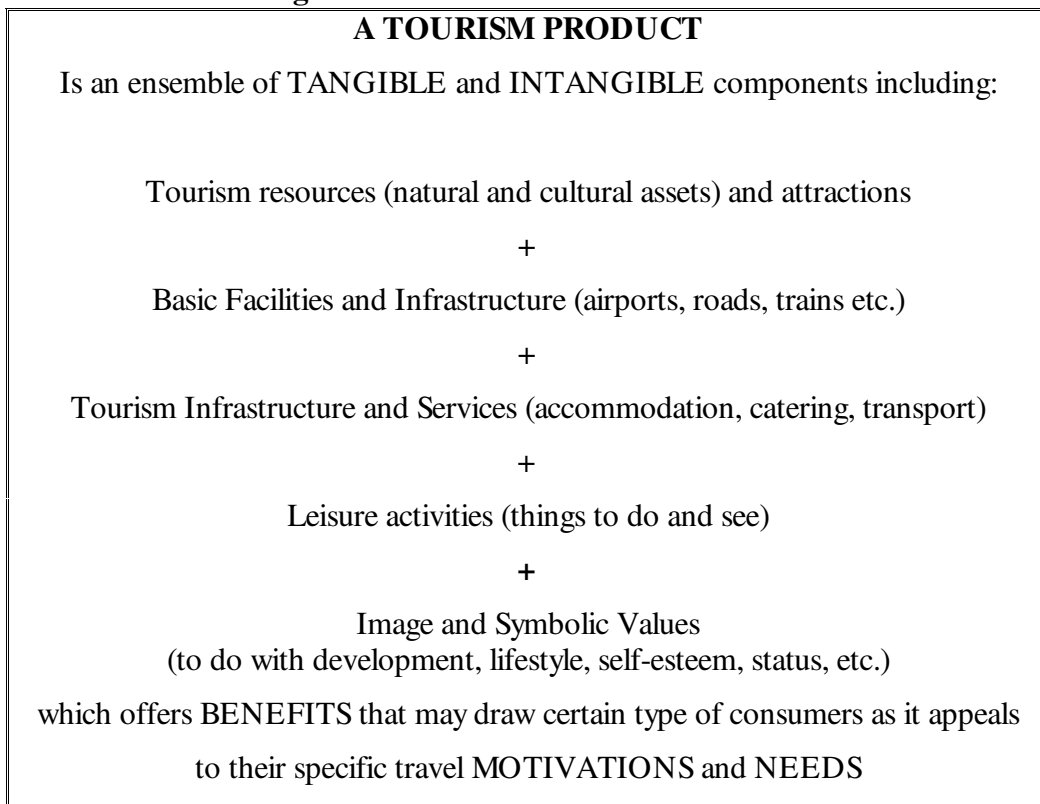 A TOURISM PRODUCT
Is an ensemble of TANGIBLE and INTANGIBLE components including:
Tourism resources (natural and cultural assets) and attractions
+
Basic Facilities and Infrastructure (airports, roads, trains etc.)
+
Tourism Infrastructure and Services (accommodation, catering, transport)
+
Leisure activities (things to do and see)
+
Image and Symbolic Values
(to do with development, lifestyle, self-esteem, status, etc.)
which offers BENEFITS that may draw certain type of consumers as it appeals
to their specific travel MOTIVATIONS and NEEDS